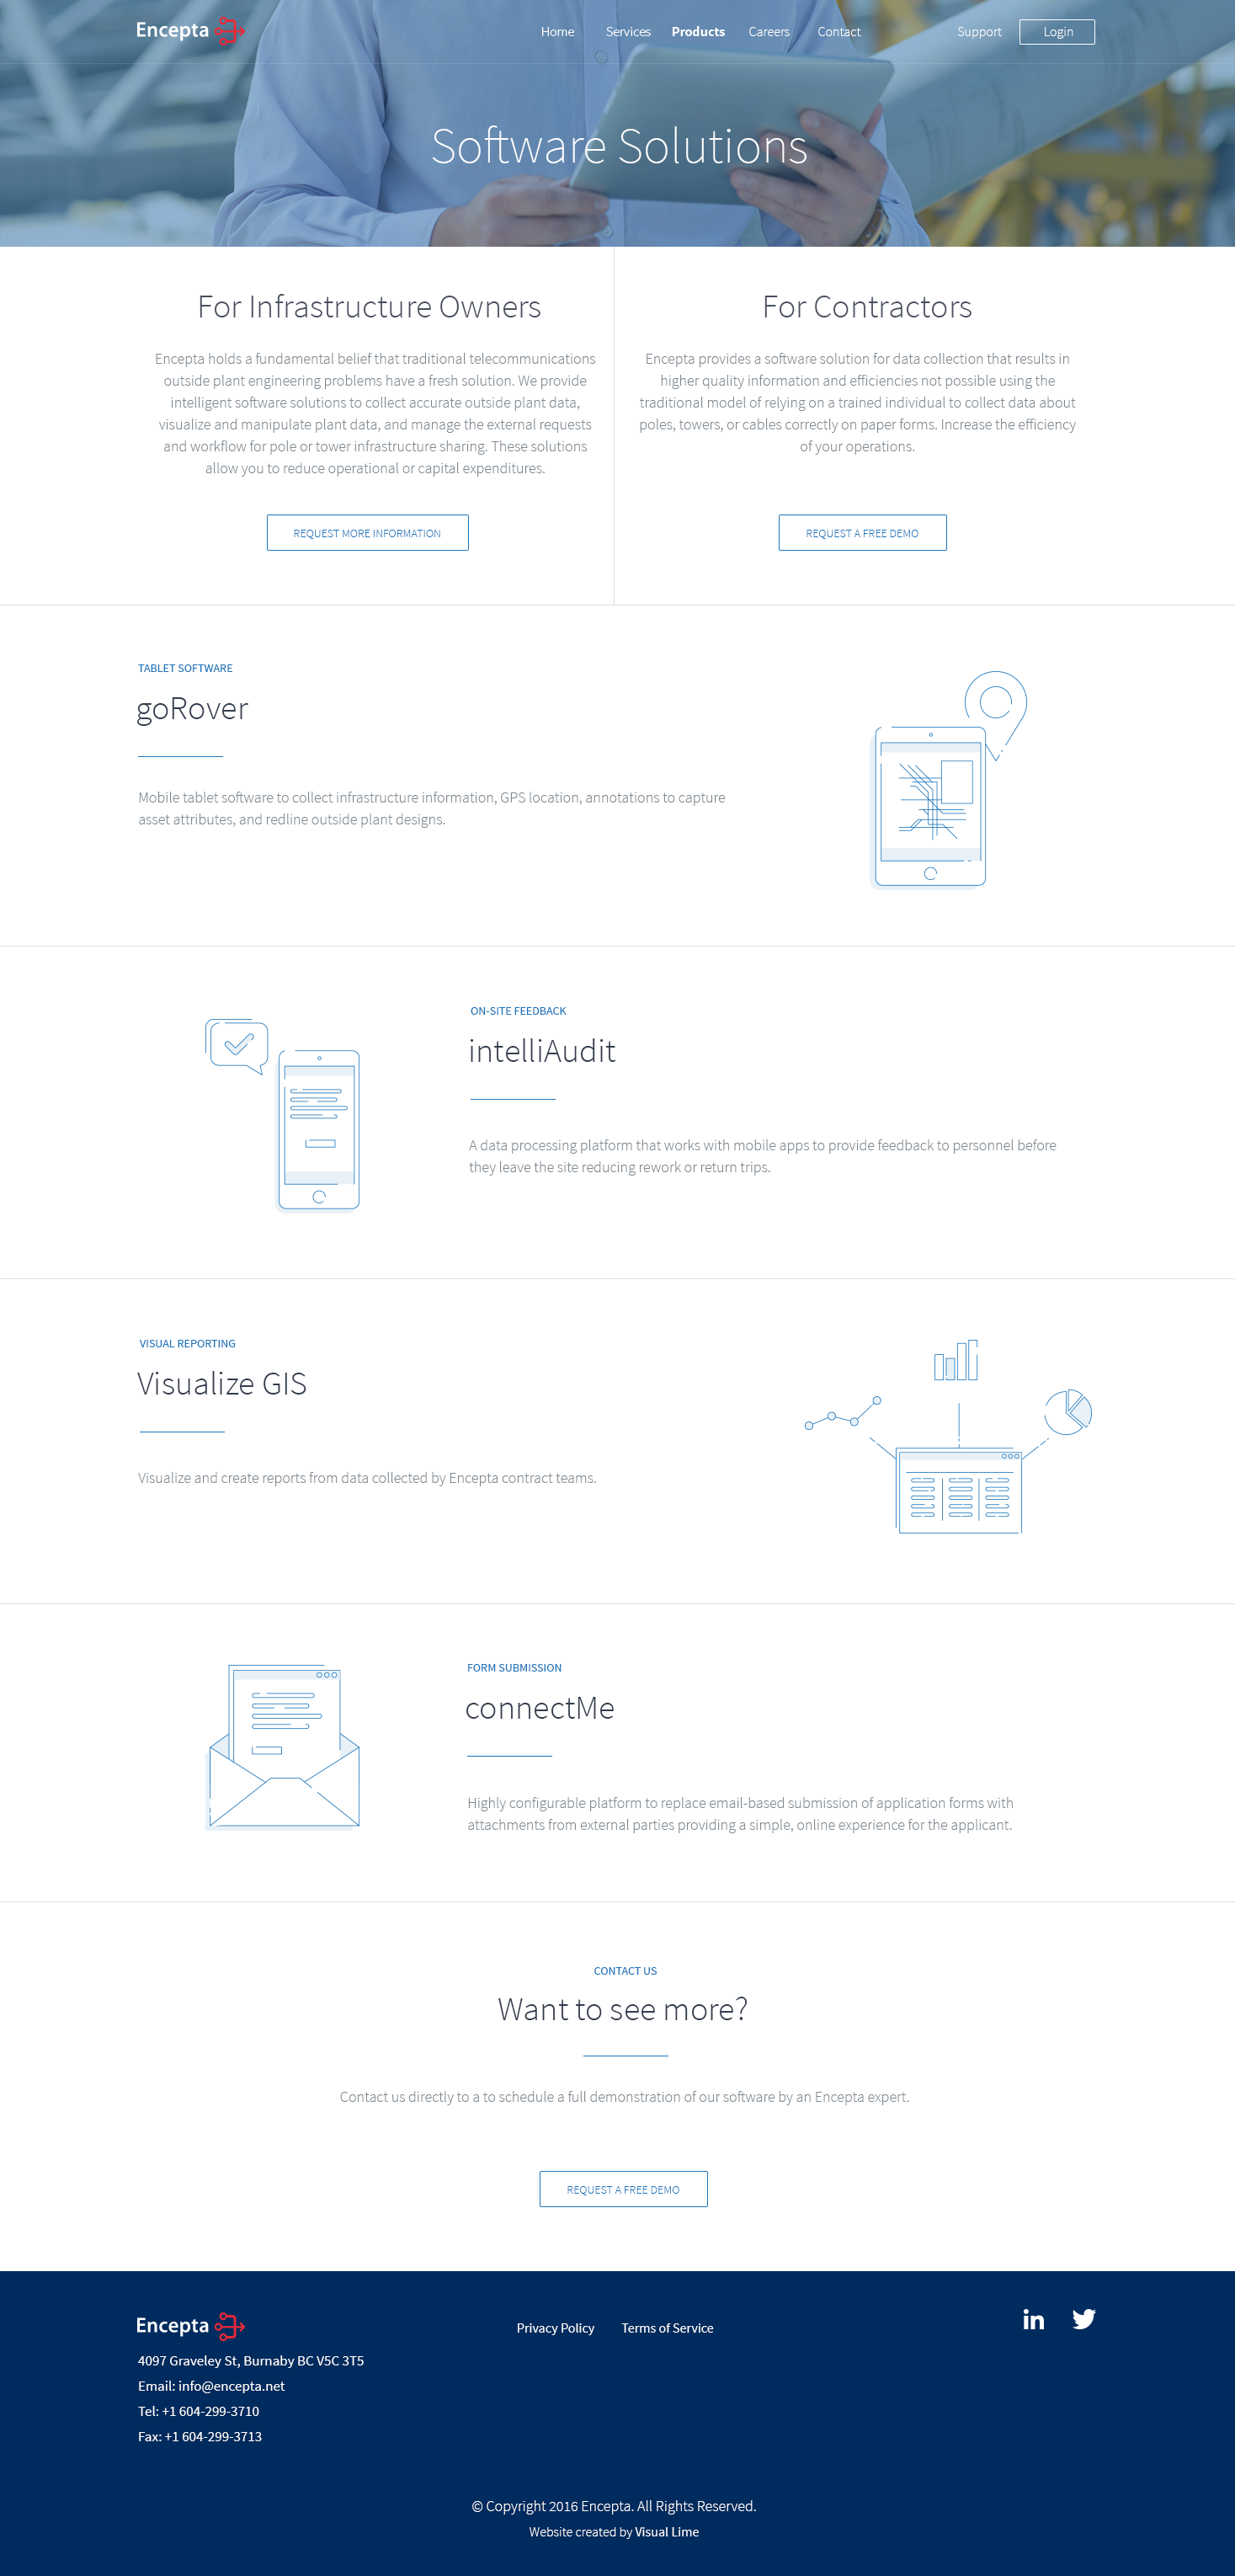 Encepta
Home Services Products Careers Contact Support Login
Software Solutions
For Infrastructure Owners
Encepta holds a fundamental belief that traditional telecommunications
outside plant engineering problems have a fresh solution. We provide
intelligent software solutions to collect accurate outside plant data,
visualize and manipulate plant data, and manage the external requests
and workflow for pole or tower infrastructure sharing. These solutions
allow you to reduce operational or capital expenditures.
REQUEST MORE INFORMATION
For Contractors
Encepta provides a software solution for data collection that results in
higher quality information and efficiencies not possible using the
traditional model of relying on a trained individual to collect data about
poles, towers, or cables correctly on paper forms. Increase the efficiency
of your operations.
REQUEST A FREE DEMO
TABLET SOFTWARE
goRover
Mobile tablet software to collect infrastructure information, GPS location, annotations to capture
asset attributes, and redline outside plant designs.
ON-SITE FEEDBACK
intelliAudit
A data processing platform that works with mobile apps to provide feedback to personnel before
they leave the site reducing rework or return trips.
VISUAL REPORTING
Visualize GIS
Visualize and create reports from data collected by Encepta contract teams.
FORM SUBMISSION
connectMe
Highly configurable platform to replace email-based submission of application forms with
attachments from external parties providing a simple, online experience for the applicant.
CONTACT US
Want to see more?
Contact us directly to a to schedule a full demonstration of our software by an Encepta expert.
REQUEST A FREE DEMO
Encepta
4097 Graveley St, Burnaby BC V5C 3T5
Email: info@encepta.net
Tel: +1 604-299-3710
Fax: +1 604-299-3713
Privacy Policy Terms of Service
in
© Copyright 2016 Encepta. All Rights Reserved.
Website created by Visual Lime